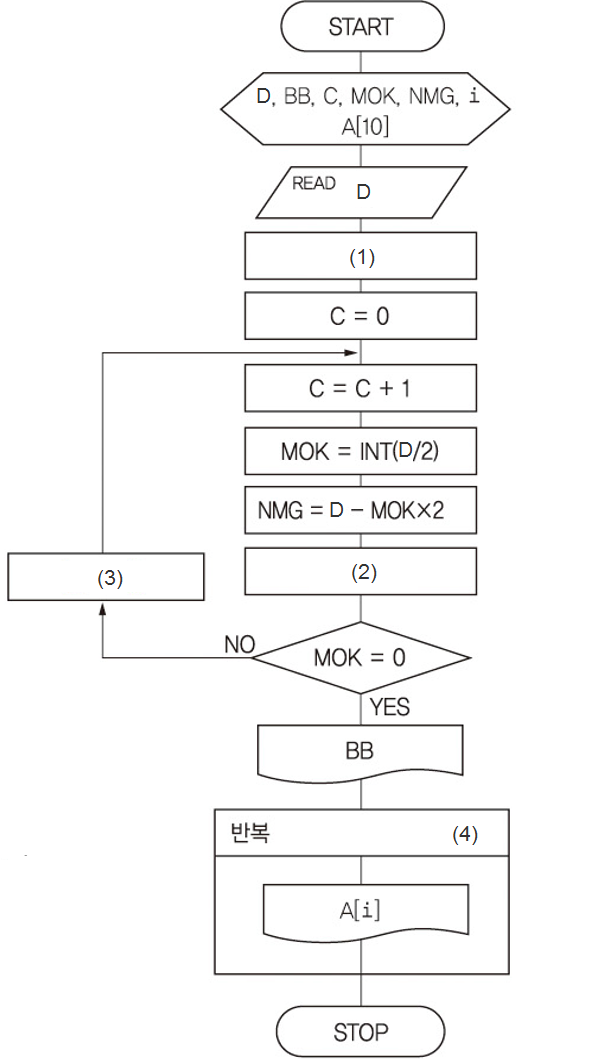 START
D, BB, C, MOK, NMG, i
A[10]
READ D
(1)
C = 0
C = C + 1
MOK = INT(D/2)
NMG = D − MOK×2
(2)
(3)
NO
MOK = 0
YES
BB
반복 (4)
A[i]
STOP